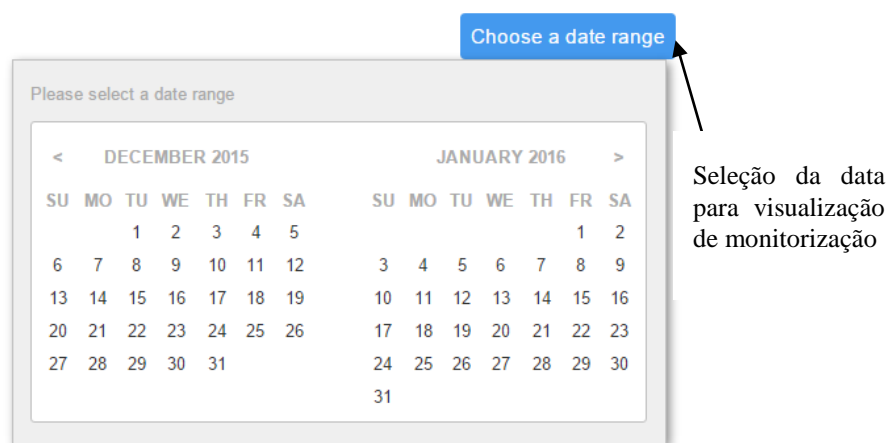 Choose a date range
Please select a date range
< DECEMBER 2015
SU MO TU WE TH FR SA
1 2 3 4 5
6 7 8 9 10 11 12
13 14 15 16 17 18 19
20 21 22 23 24 25 26
27 28 29 30 31
JANUARY 2016 >
SU MO TU WE TH FR SA
1 2
3 4 5 6 7 8 9
10 11 12 13 14 15 16
17 18 19 20 21 22 23
24 25 26 27 28 29 30
31
Seleção da data
para visualização
de monitorização